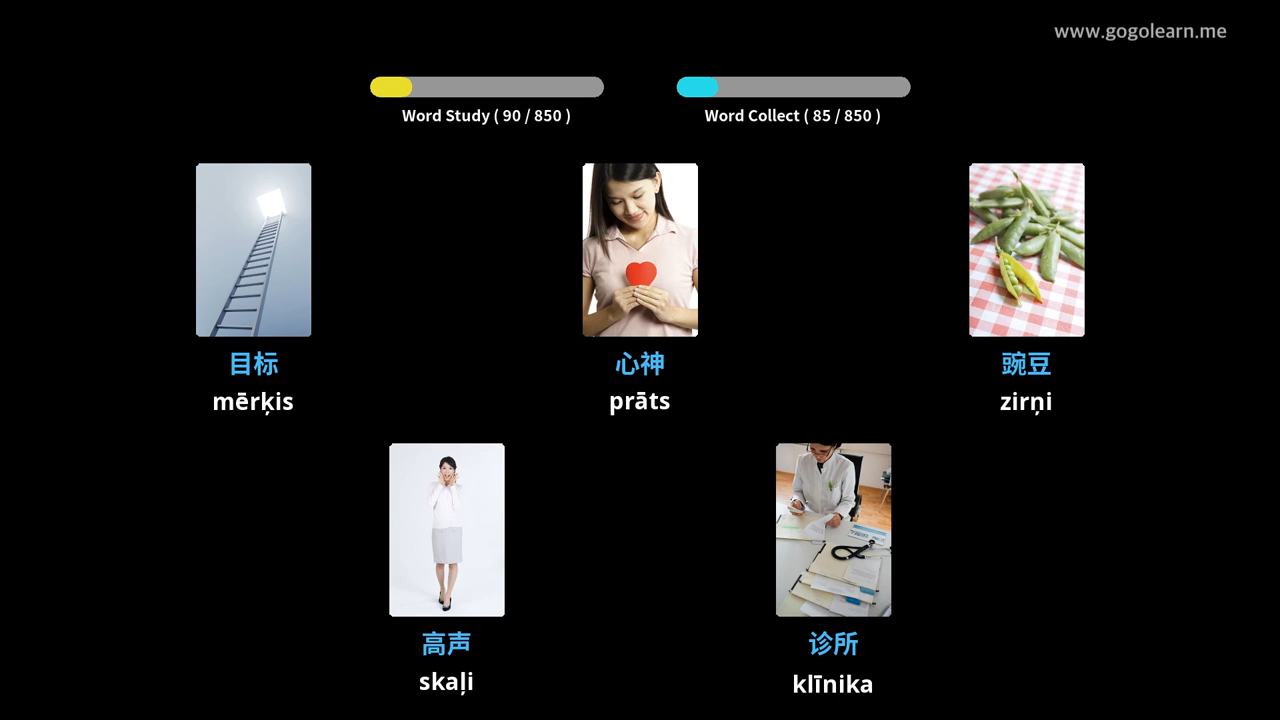 www.gogolearn.me
Word Study ( 90 / 850 )
Word Collect ( 85 / 850 )
目标
mērķis
心神
prāts
豌豆
zirņi
高声
skaļi
诊所
klīnika